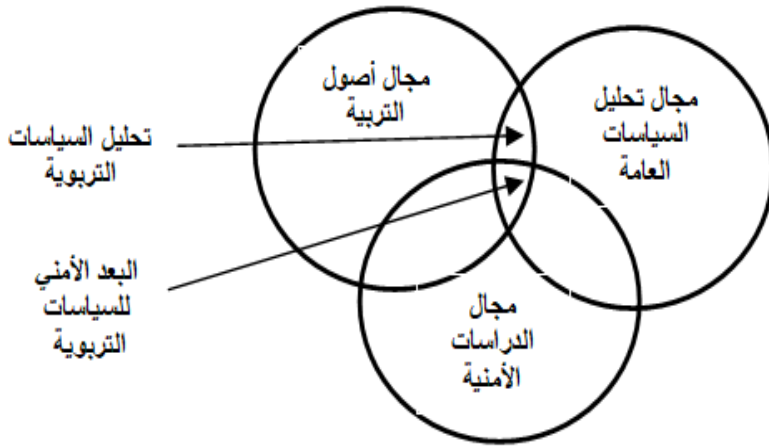 مجال أصول
التربية
مجال تحليل
السياسات
العامة
تحليل السياسات
التربوية
البعد الأمني
للسياسات
التربوية
مجال
الدراسات
الأمنية